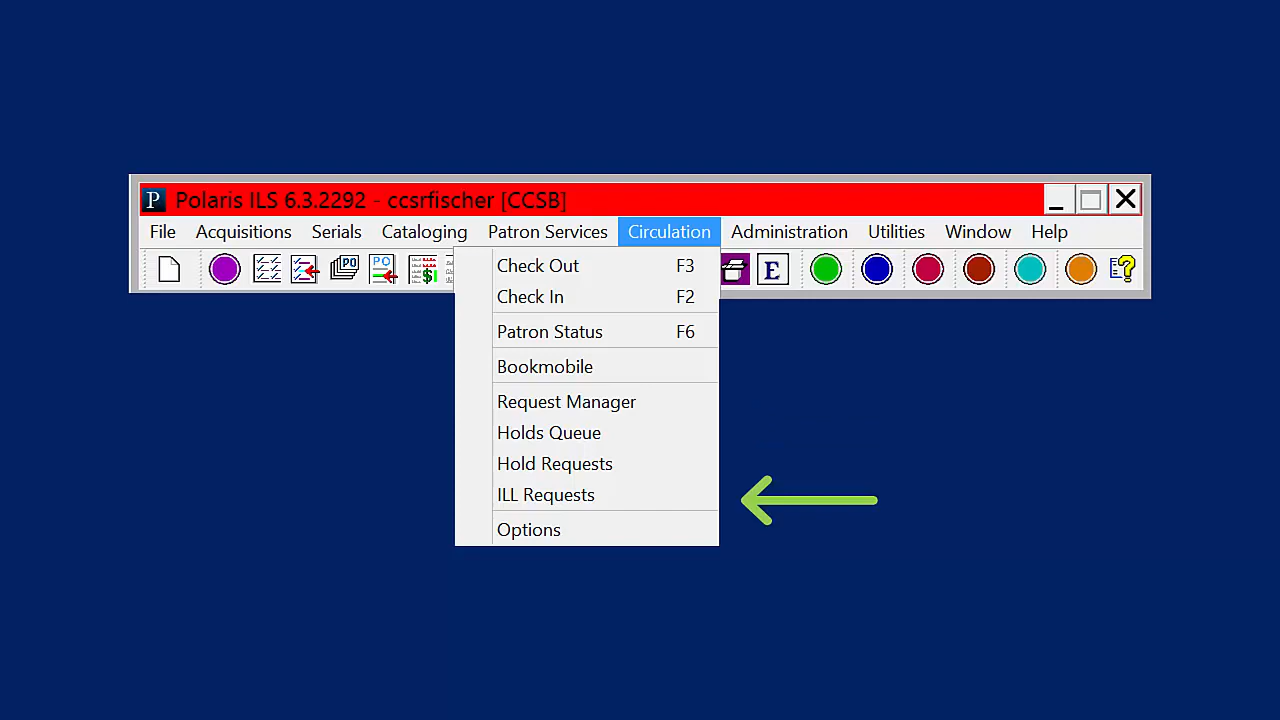 P Polaris ILS 6.3.2292 - ccsrfischer [CCSB]
File Acquisitions Serials Cataloging Patron Services Circulation Administration Utilities Window Help
PO PO $ E ?
Check Out F3
Check In F2
Patron Status F6
Bookmobile
Request Manager
Holds Queue
Hold Requests
ILL Requests
Options